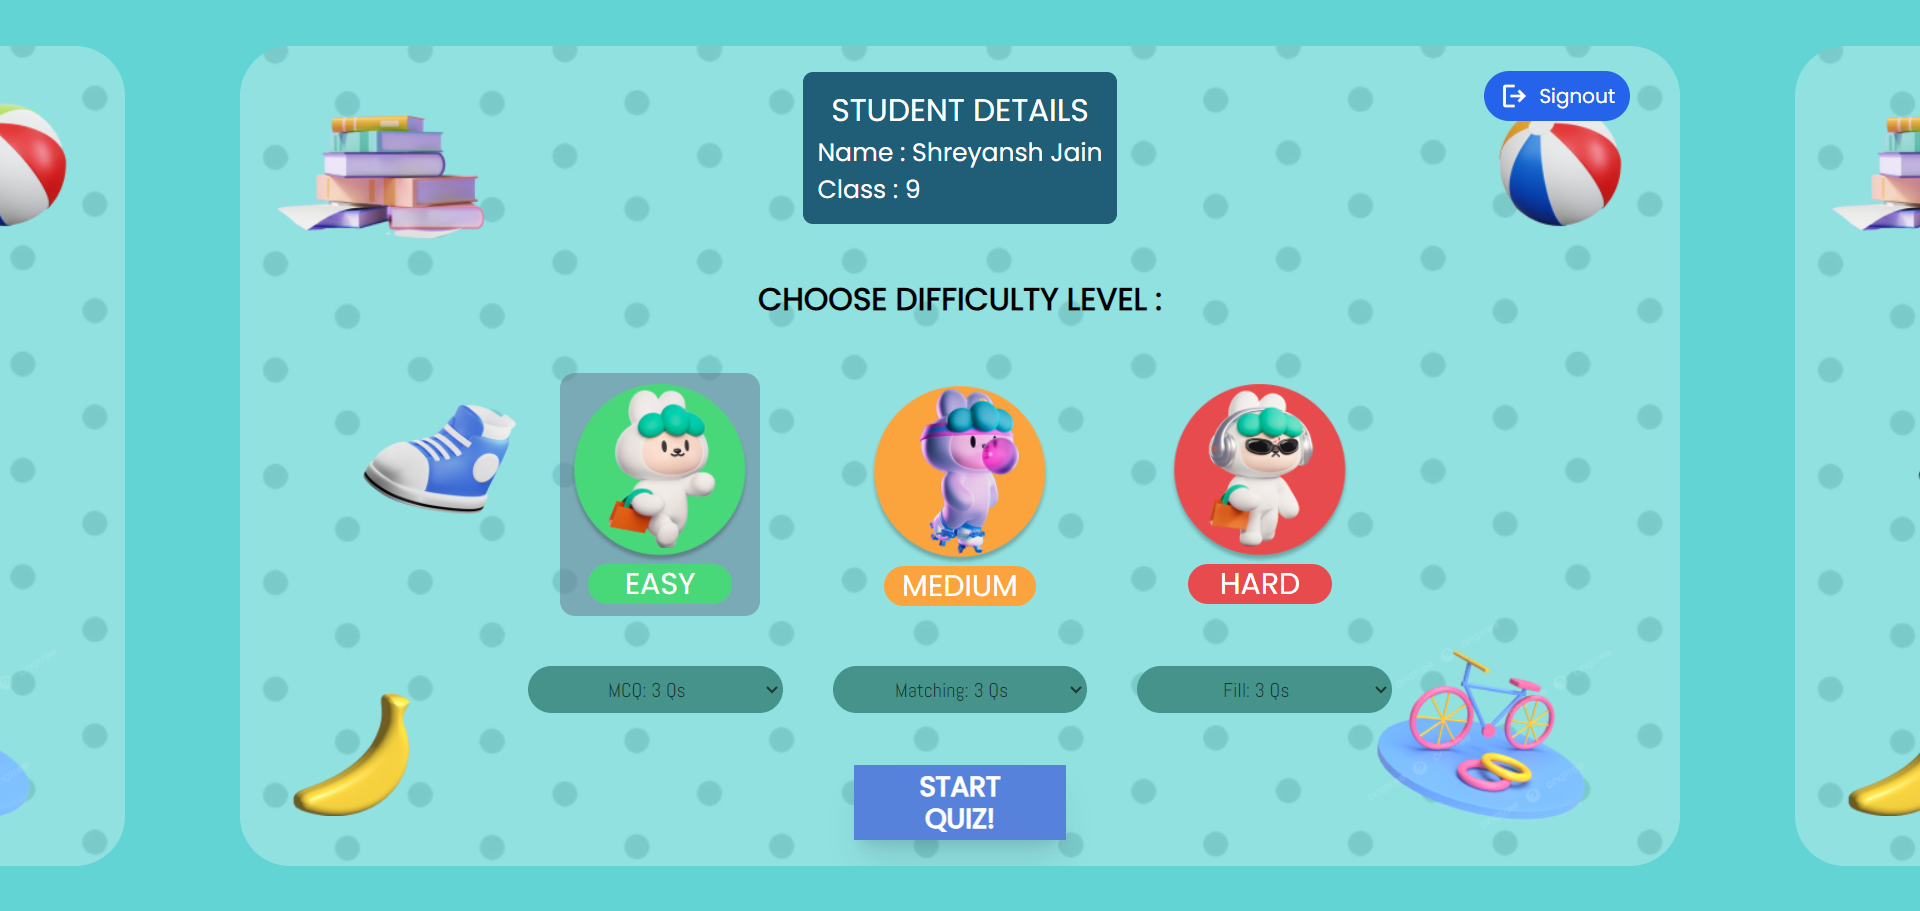 STUDENT DETAILS
Name : Shreyansh Jain
Class : 9
Signout
CHOOSE DIFFICULTY LEVEL :
EASY
MEDIUM
HARD
MCQ: 3 Qs
Matching: 3 Qs
Fill: 3 Qs
START
QUIZ!